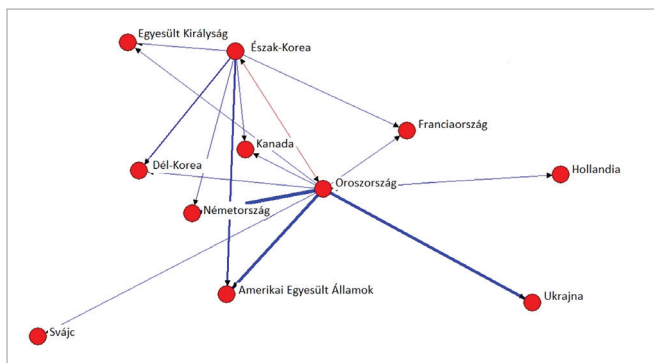 Egyesült Királyság
Észak-Korea
Franciaország
Kanada
Dél-Korea
Hollandia
Oroszország
Németország
Amerikai Egyesült Államok
Ukrajna
Svájc